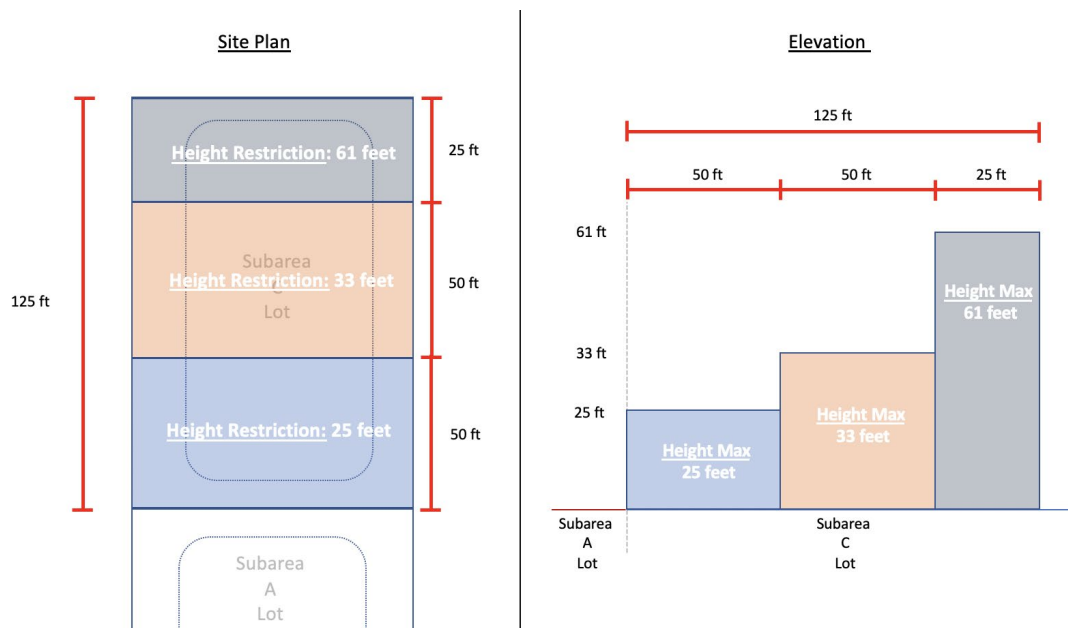 Site Plan
Height Restriction: 61 feet
25 ft
Subarea
Height Restriction: 33 feet
Lot
50 ft
125 ft
Height Restriction: 25 feet
50 ft
Subarea
A
Lot
Elevation
125 ft
50 ft
50 ft
25 ft
61 ft
Height Max
61 feet
33 ft
Height Max
33 feet
25 ft
Height Max
25 feet
Subarea
A
Lot
Subarea
C
Lot